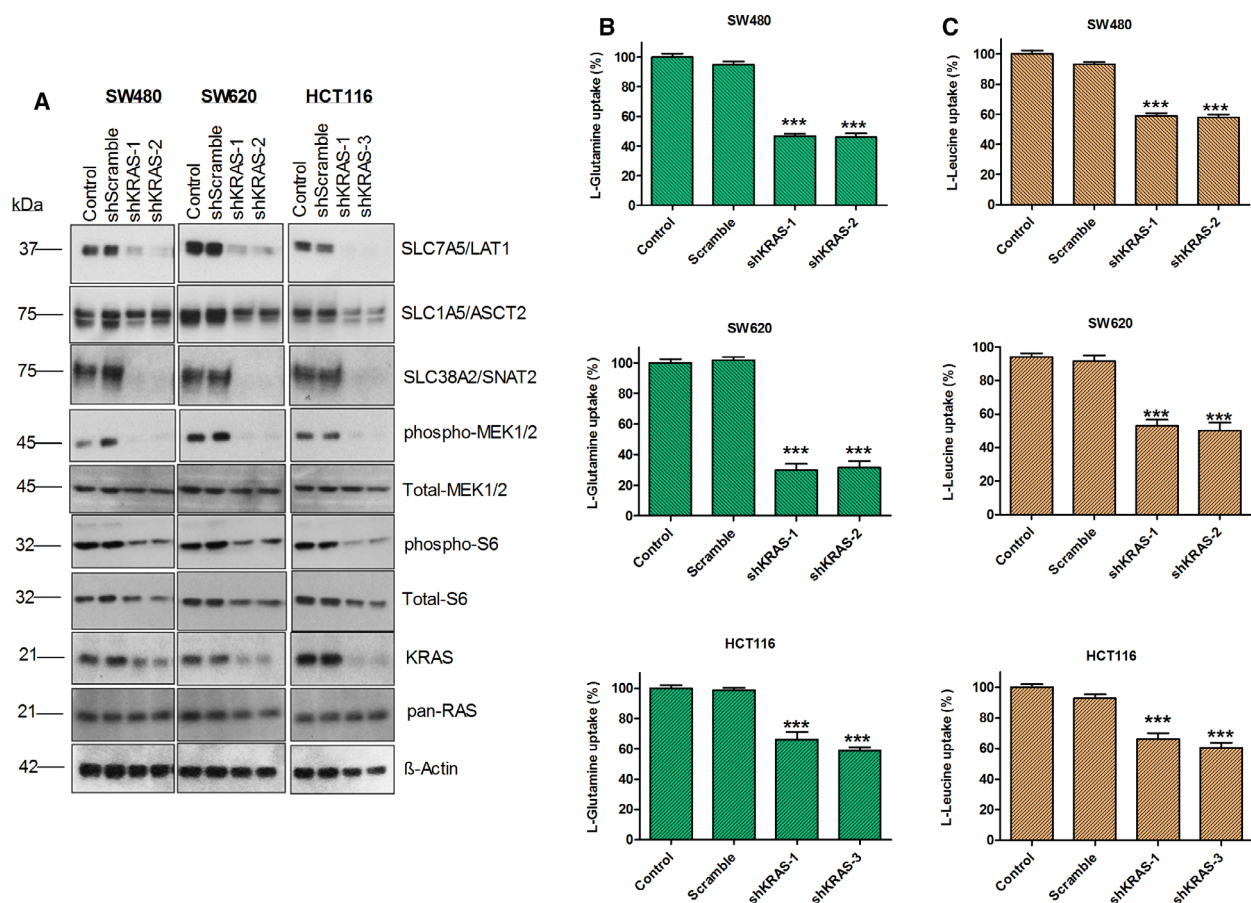 A
SW480 SW620 HCT116
Control shScramble shKRAS-1 shKRAS-2 Control shScramble shKRAS-1 shKRAS-2 Control shScramble shKRAS-1 shKRAS-3
kDa
37 SLC7A5/LAT1
75 SLC1A5/ASCT2
75 SLC38A2/SNAT2
45 phospho-MEK1/2
45 Total-MEK1/2
32 phospho-S6
32 Total-S6
21 KRAS
21 pan-RAS
42 ß-Actin
B
SW480
L-Glutamine uptake (%)
120
100
80
60
40
20
0
*** ***
Control Scramble shKRAS-1 shKRAS-2
SW620
L-Glutamine uptake (%)
120
100
80
60
40
20
0
*** ***
Control Scramble shKRAS-1 shKRAS-2
HCT116
L-Glutamine uptake (%)
120
100
80
60
40
20
0
*** ***
Control Scramble shKRAS-1 shKRAS-3
C
SW480
L-Leucine uptake (%)
120
100
80
60
40
20
0
*** ***
Control Scramble shKRAS-1 shKRAS-2
SW620
L-Leucine uptake (%)
120
100
80
60
40
20
0
*** ***
Control Scramble shKRAS-1 shKRAS-2
HCT116
L-Leucine uptake (%)
120
100
80
60
40
20
0
*** ***
Control Scramble shKRAS-1 shKRAS-3